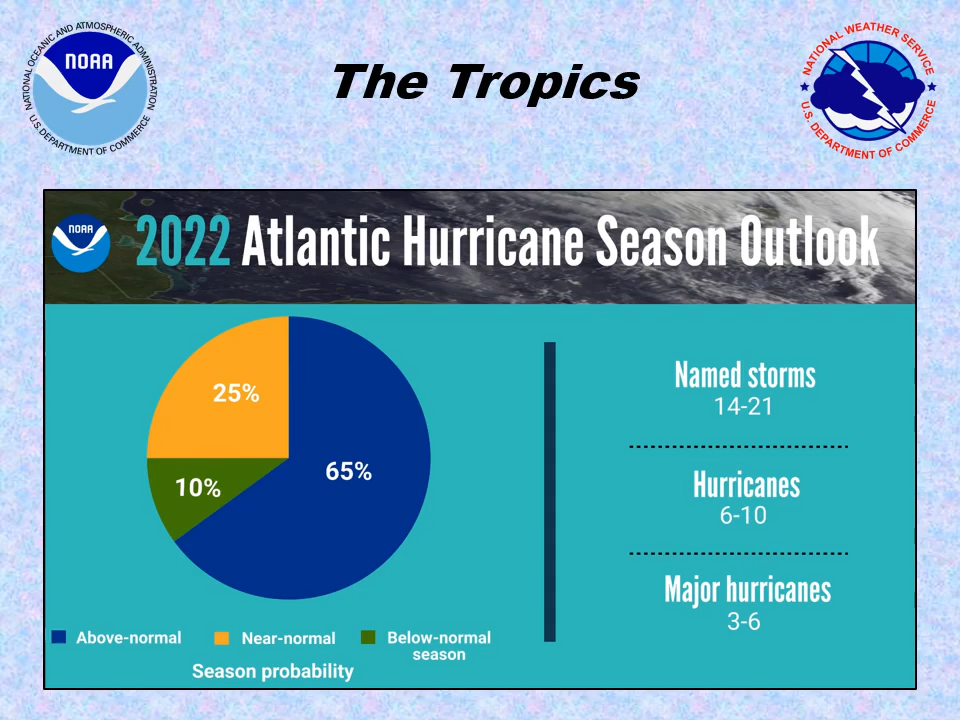 NATIONAL OCEANIC AND ATMOSPHERIC ADMINISTRATION
NOAA
U.S. DEPARTMENT OF COMMERCE
The Tropics
NATIONAL WEATHER SERVICE
U.S. DEPARTMENT OF COMMERCE
NOAA
2022 Atlantic Hurricane Season Outlook
25%
65%
10%
Above-normal
Near-normal
Below-normal
season
Season probability
Named storms
14-21
Hurricanes
6-10
Major hurricanes
3-6